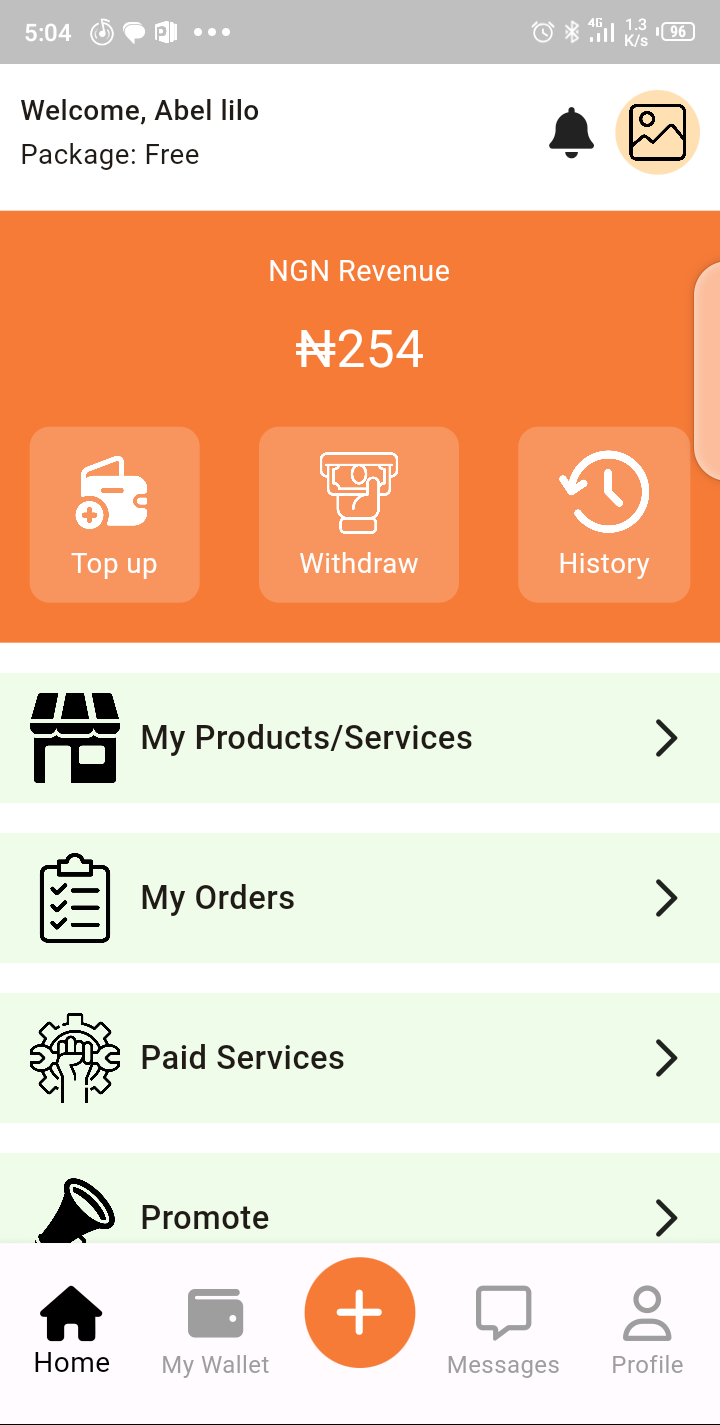 5:04
4G
1.3
K/s
96
Welcome, Abel lilo
Package: Free
NGN Revenue
₦254
Top up
Withdraw
History
My Products/Services
My Orders
Paid Services
Promote
Home
My Wallet
Messages
Profile